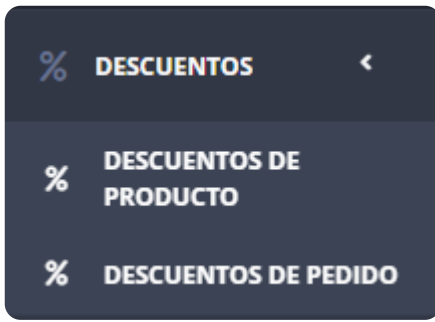 % DESCUENTOS
% DESCUENTOS DE
PRODUCTO
% DESCUENTOS DE PEDIDO